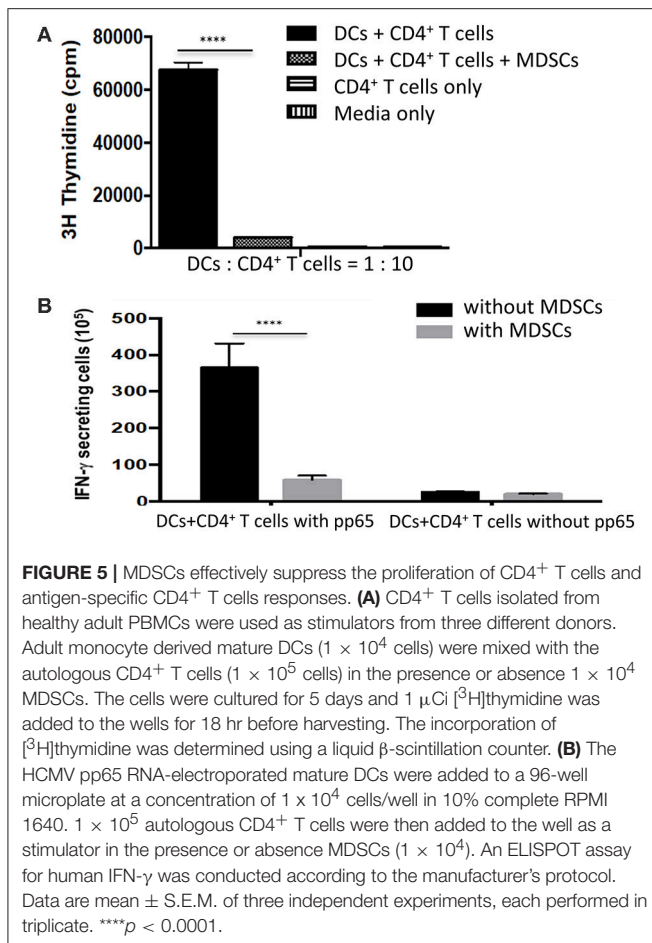 A
80000
60000
40000
20000
0
3H Thymidine (cpm)
****
DCs + CD4⁺ T cells
DCs + CD4⁺ T cells + MDSCs
CD4⁺ T cells only
Media only
DCs : CD4⁺ T cells = 1 : 10
B
500
400
300
200
100
0
IFN-γ secreting cells (10⁵)
****
without MDSCs
with MDSCs
DCs+CD4⁺ T cells with pp65
DCs+CD4⁺ T cells without pp65
FIGURE 5 | MDSCs effectively suppress the proliferation of CD4⁺ T cells and
antigen-specific CD4⁺ T cells responses. (A) CD4⁺ T cells isolated from
healthy adult PBMCs were used as stimulators from three different donors.
Adult monocyte derived mature DCs (1 × 10⁴ cells) were mixed with the
autologous CD4⁺ T cells (1 × 10⁵ cells) in the presence or absence 1 × 10⁴
MDSCs. The cells were cultured for 5 days and 1 μCi [³H]thymidine was
added to the wells for 18 hr before harvesting. The incorporation of
[³H]thymidine was determined using a liquid β-scintillation counter. (B) The
HCMV pp65 RNA-electroporated mature DCs were added to a 96-well
microplate at a concentration of 1 x 10⁴ cells/well in 10% complete RPMI
1640. 1 × 10⁵ autologous CD4⁺ T cells were then added to the well as a
stimulator in the presence or absence MDSCs (1 × 10⁴). An ELISPOT assay
for human IFN-γ was conducted according to the manufacturer's protocol.
Data are mean ± S.E.M. of three independent experiments, each performed in
triplicate. ****p < 0.0001.